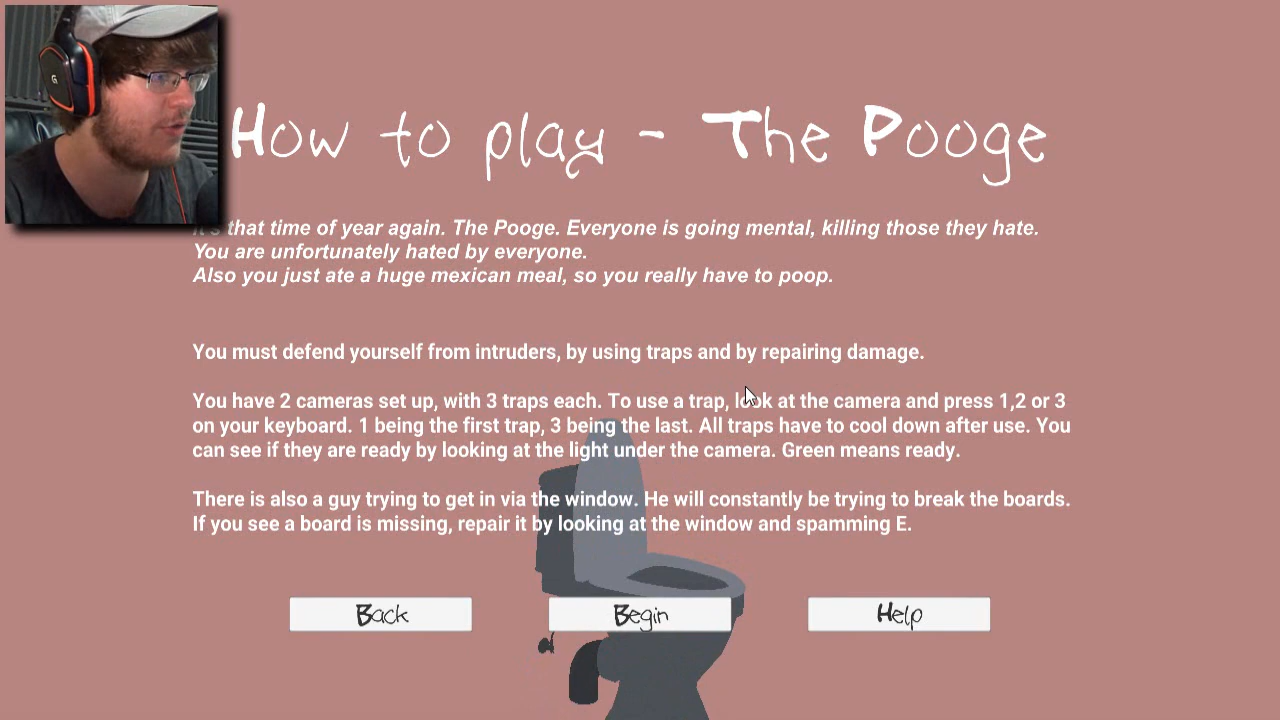 How to play - The Pooge
It's that time of year again. The Pooge. Everyone is going mental, killing those they hate.
You are unfortunately hated by everyone.
Also you just ate a huge mexican meal, so you really have to poop.
You must defend yourself from intruders, by using traps and by repairing damage.
You have 2 cameras set up, with 3 traps each. To use a trap, look at the camera and press 1,2 or 3
on your keyboard. 1 being the first trap, 3 being the last. All traps have to cool down after use. You
can see if they are ready by looking at the light under the camera. Green means ready.
There is also a guy trying to get in via the window. He will constantly be trying to break the boards.
If you see a board is missing, repair it by looking at the window and spamming E.
Back Begin Help